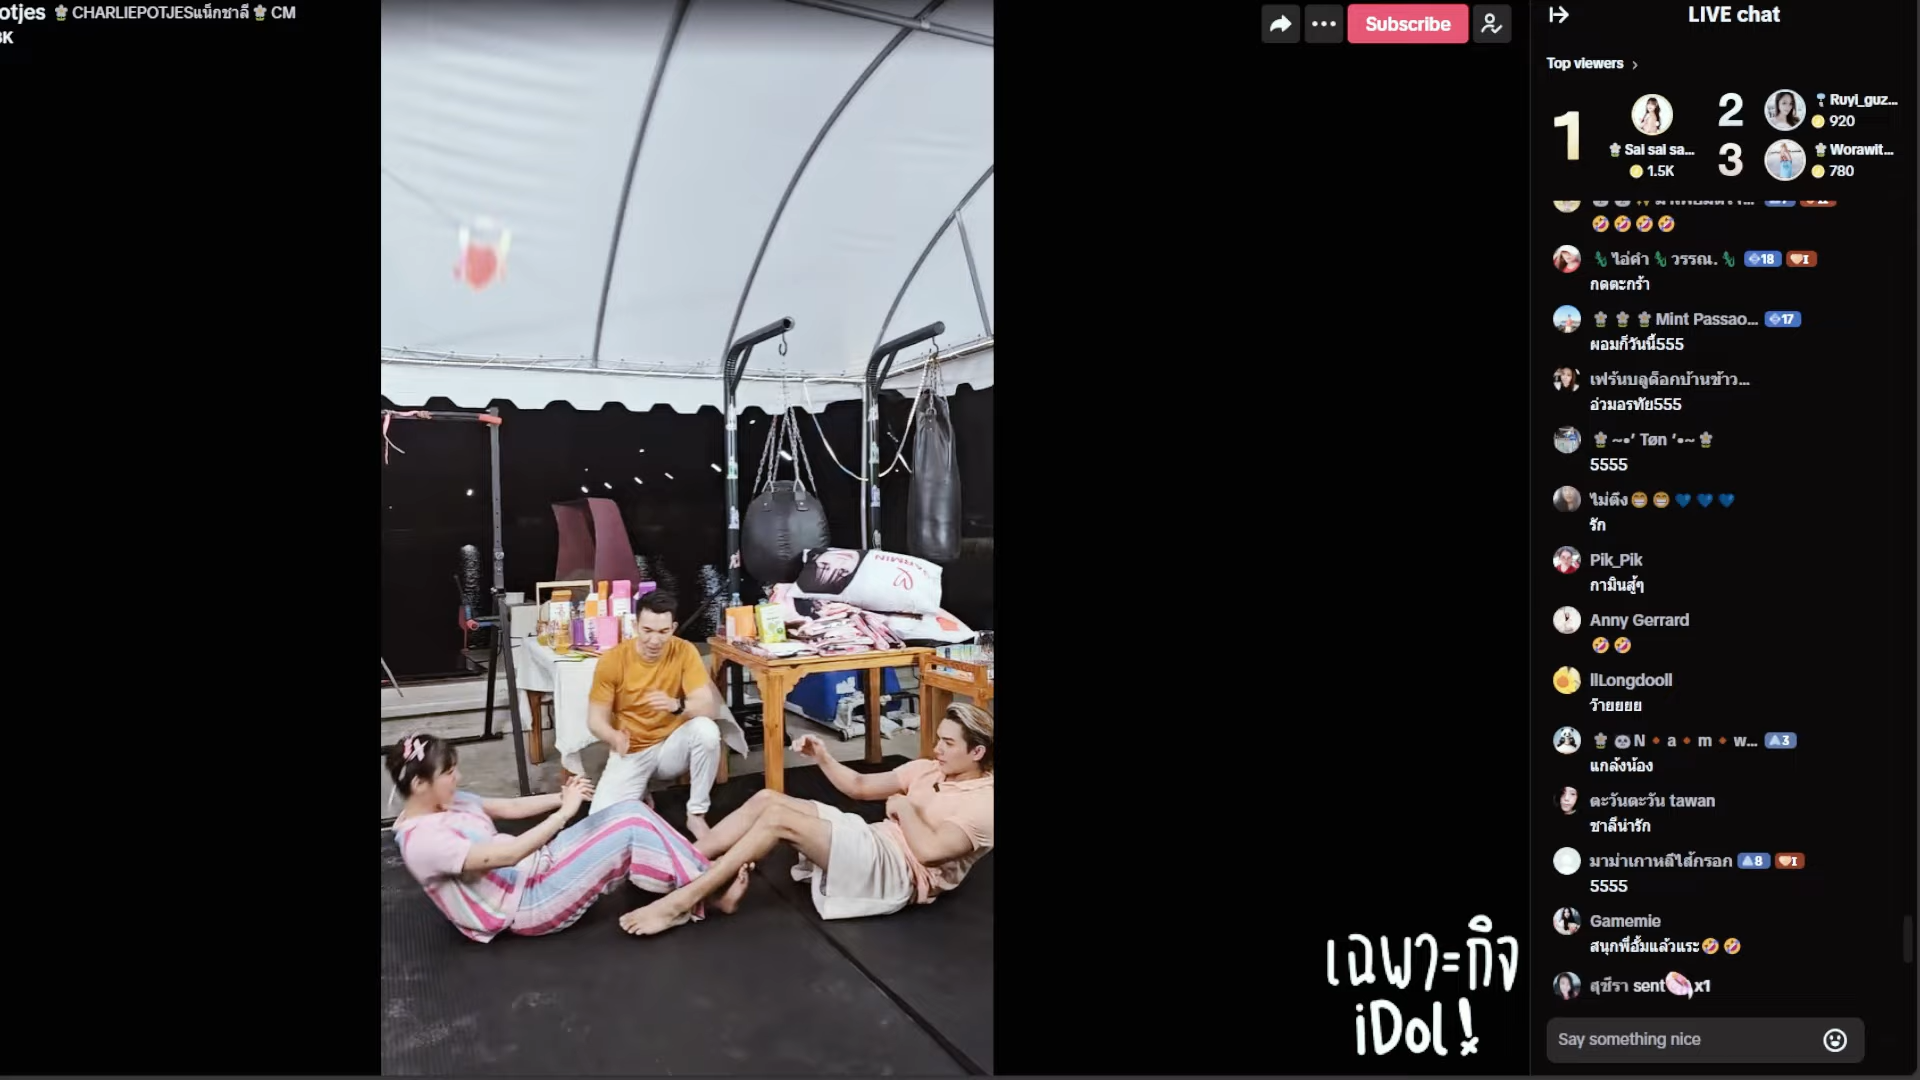 otjes CHARLIEPOTJESแน็กชาลี CM
3K
Subscribe
LIVE chat
Top viewers
1
Sai sai sa...
1.5K
2
Ruyi_guz...
920
3
Worawit...
780
🤣🤣🤣🤣
ไอ่คำ วรรณ. 18 I
กดตะกร้า
Mint Passao... 17
ผอมก็วันนี้555
เฟร้นบลูด็อกบ้านข้าว...
อ่วมอรทัย555
~•′ Tøn ′•~
5555
ไม่ตึง😁😁💙💙💙
รัก
Pik_Pik
กามินสู้ๆ
Anny Gerrard
🤣🤣
llLongdooll
ว้ายยยย
N🔸a🔸m🔸w... 3
แกล้งน้อง
ตะวันตะวัน tawan
ชาลีน่ารัก
มาม่าเกาหลีไส้กรอก 8 I
5555
Gamemie
สนุกพี่อั้มแล้วแระ🤣🤣
สุชีรา sent x1
Say something nice
เฉพาะกิจ
iDol!